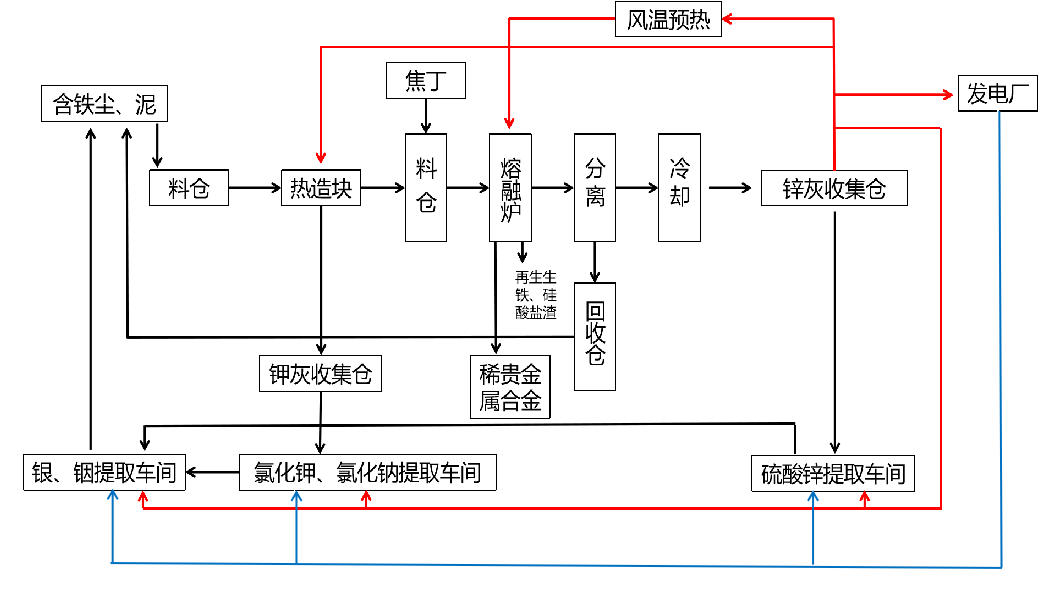 风温预热
焦丁
发电厂
含铁尘、泥
料仓
热造块
料
仓
熔
融
炉
分
离
冷
却
锌灰收集仓
再生生
铁、硅
酸盐渣
回
收
仓
钾灰收集仓
稀贵金
属合金
银、铟提取车间
氯化钾、氯化钠提取车间
硫酸锌提取车间